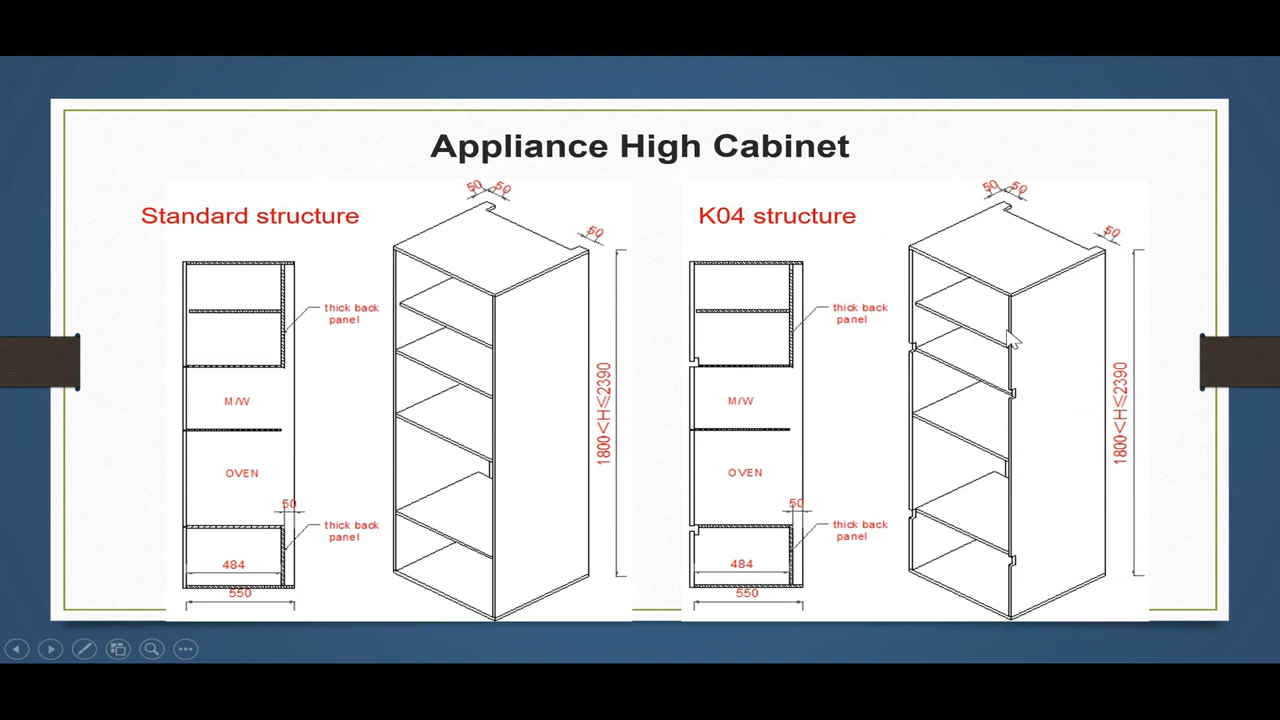 Appliance High Cabinet
Standard structure
50
50
50
thick back
panel
M/W
OVEN
50
thick back
panel
484
550
1800<H≤2390
K04 structure
50
50
50
thick back
panel
M/W
OVEN
50
thick back
panel
484
550
1800<H≤2390